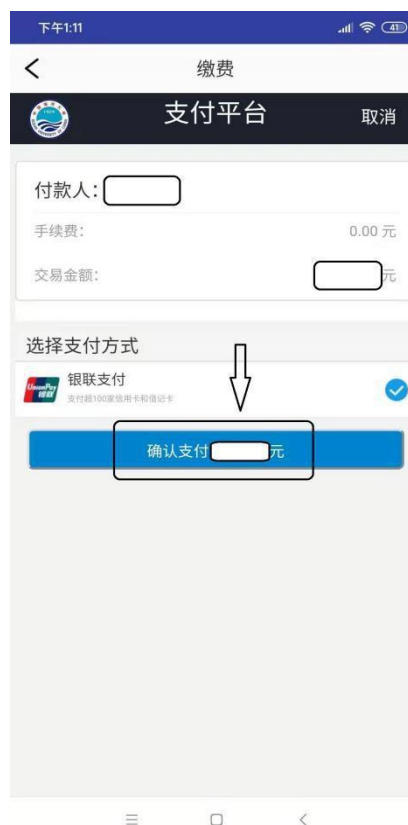 下午1:11
41
缴费
支付平台
取消
付款人:
手续费:
0.00 元
交易金额:
元
选择支付方式
UnionPay
银联
银联支付
支付超100家信用卡和借记卡
确认支付 元